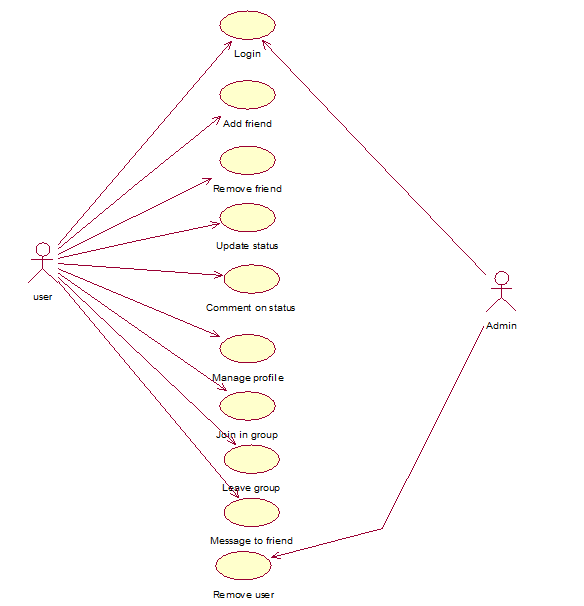 Login
Add friend
Remove friend
Update status
user
Comment on status
Admin
Manage profile
Join in group
Leave group
Message to friend
Remove user